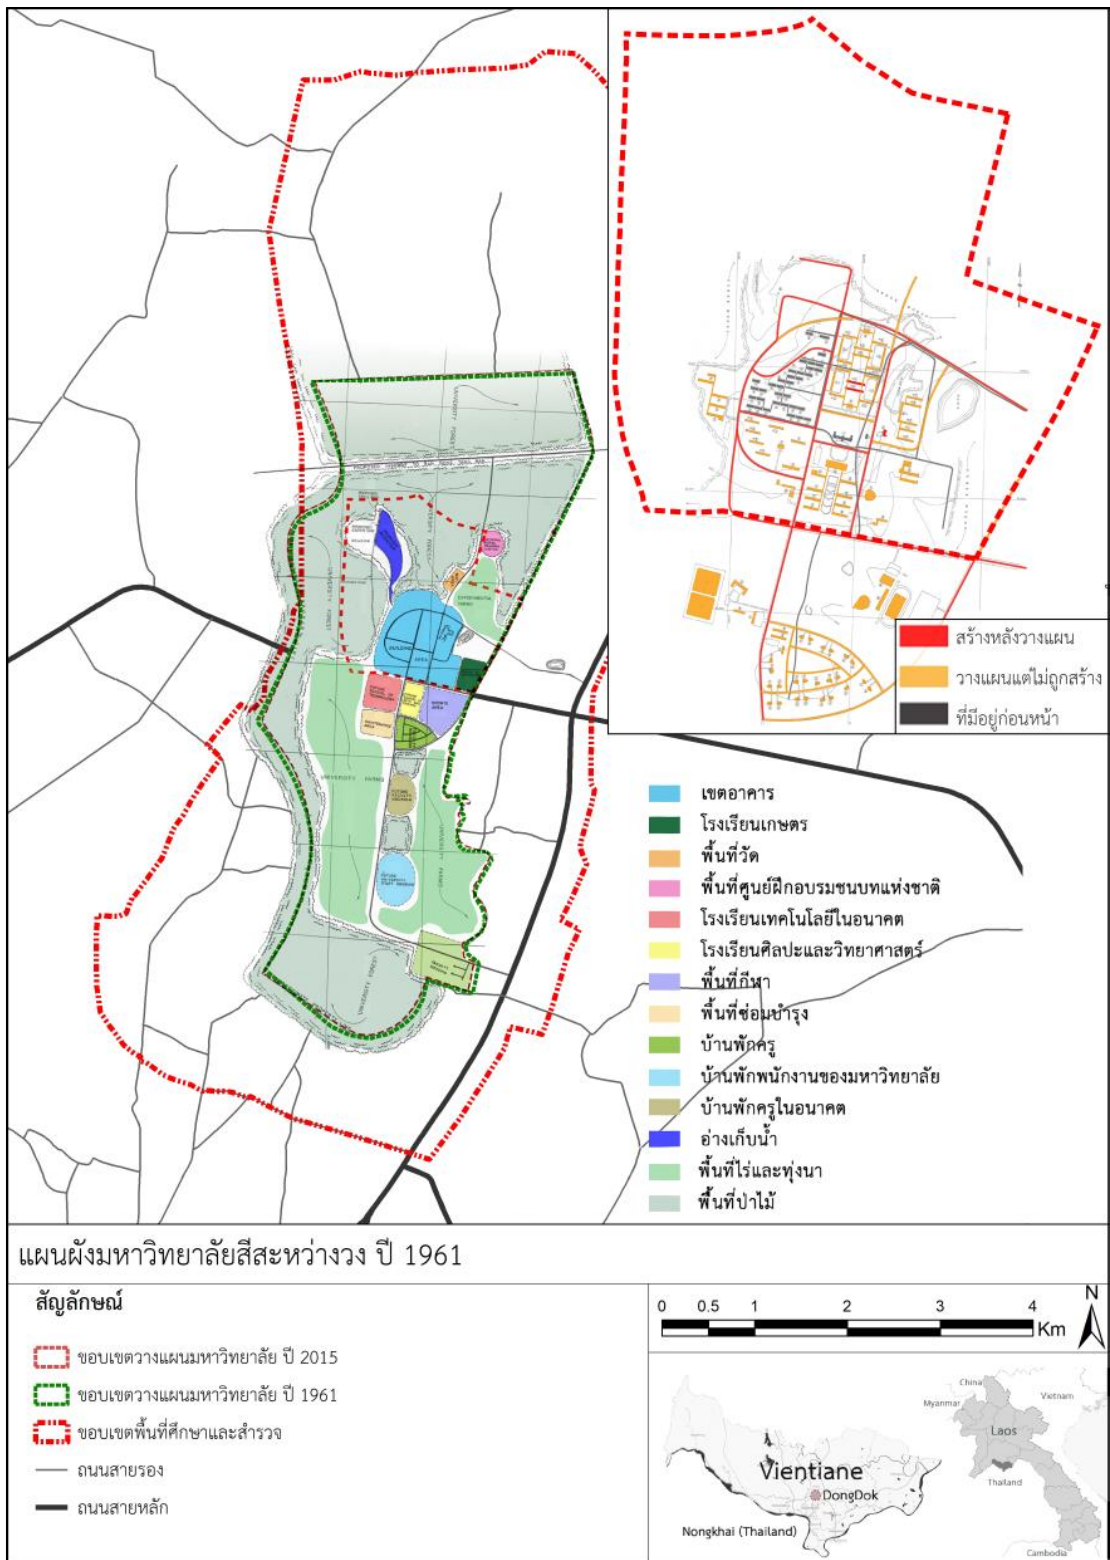 UNIVERSITY FOREST
UNIVERSITY FOREST
EXPERIMENTAL FARMS
BUILDING AREA
SPORTS AREA
UNIVERSITY FARMS
UNIVERSITY FARMS
UNIVERSITY FOREST
สร้างหลังวางแผน
วางแผนแต่ไม่ถูกสร้าง
ที่มีอยู่ก่อนหน้า
เขตอาคาร
โรงเรียนเกษตร
พื้นที่วัด
พื้นที่ศูนย์ฝึกอบรมชนบทแห่งชาติ
โรงเรียนเทคโนโลยีในอนาคต
โรงเรียนศิลปะและวิทยาศาสตร์
พื้นที่กีฬา
พื้นที่ซ่อมบำรุง
บ้านพักครู
บ้านพักพนักงานของมหาวิทยาลัย
บ้านพักครูในอนาคต
อ่างเก็บน้ำ
พื้นที่ไร่และทุ่งนา
พื้นที่ป่าไม้
แผนผังมหาวิทยาลัยสีสะหว่างวง ปี 1961
สัญลักษณ์
ขอบเขตวางแผนมหาวิทยาลัย ปี 2015
ขอบเขตวางแผนมหาวิทยาลัย ปี 1961
ขอบเขตพื้นที่ศึกษาและสำรวจ
ถนนสายรอง
ถนนสายหลัก
0 0.5 1 2 3 4
Km
N
China
Myanmar
Vietnam
Laos
Thailand
Cambodia
Vientiane
DongDok
Nongkhai (Thailand)